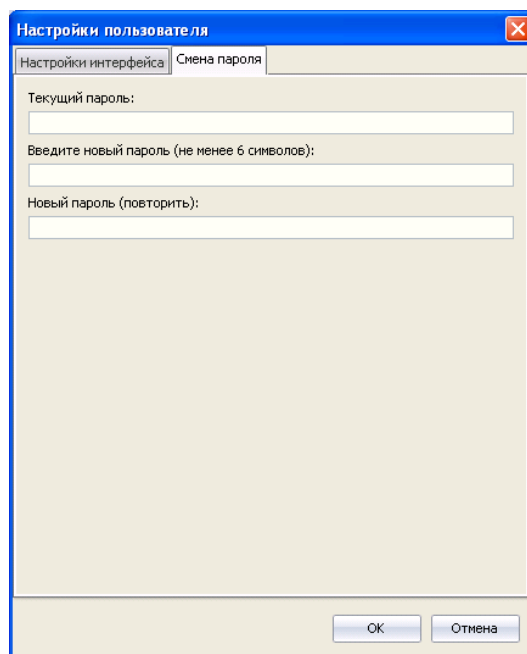 Настройки пользователя
Настройки интерфейса
Смена пароля
Текущий пароль:
Введите новый пароль (не менее 6 символов):
Новый пароль (повторить):
OK
Отмена